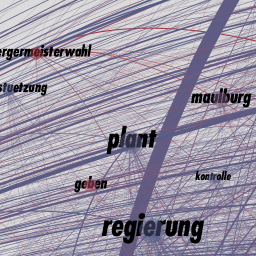 ergermeisterwahl
stuetzung
maulburg
plant
kontrolle
geben
regierung